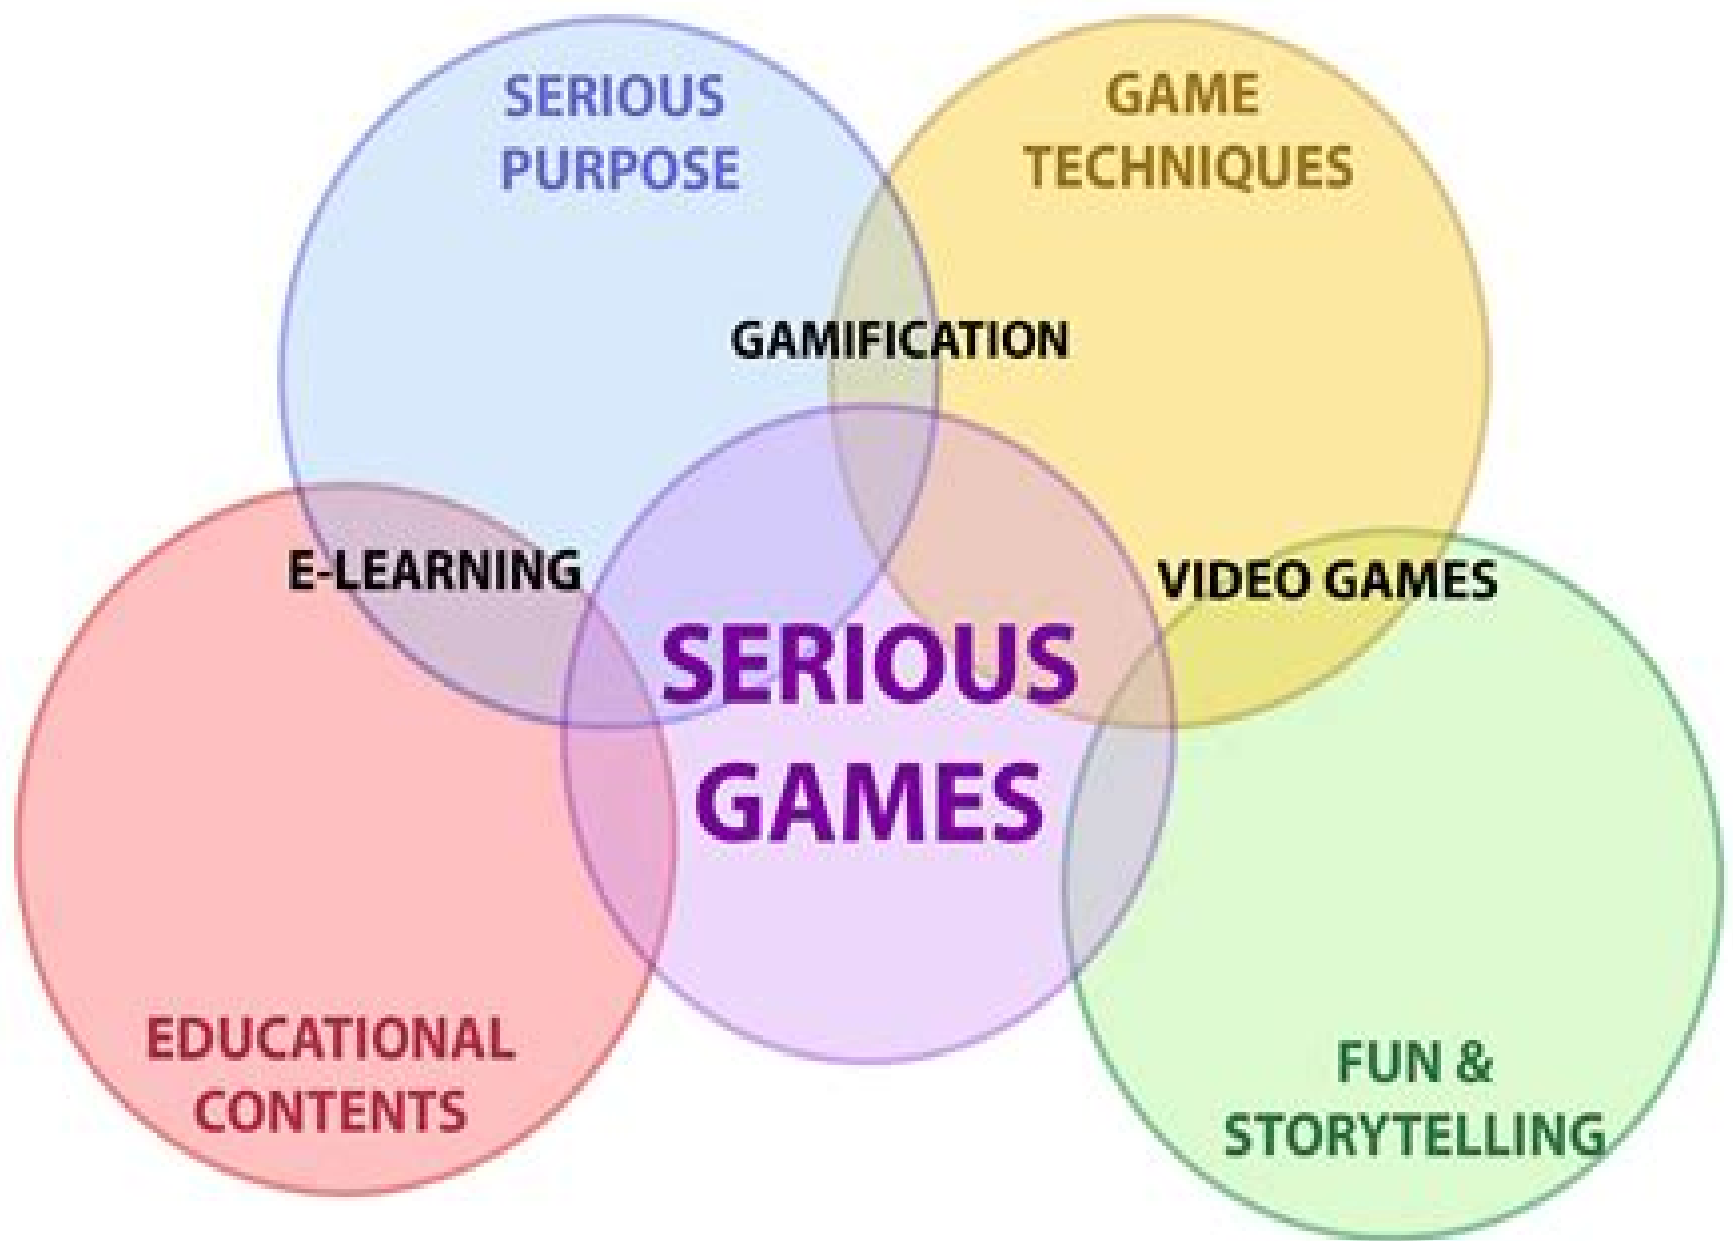 SERIOUS
PURPOSE
GAME
TECHNIQUES
GAMIFICATION
E-LEARNING
VIDEO GAMES
SERIOUS
GAMES
EDUCATIONAL
CONTENTS
FUN &
STORYTELLING